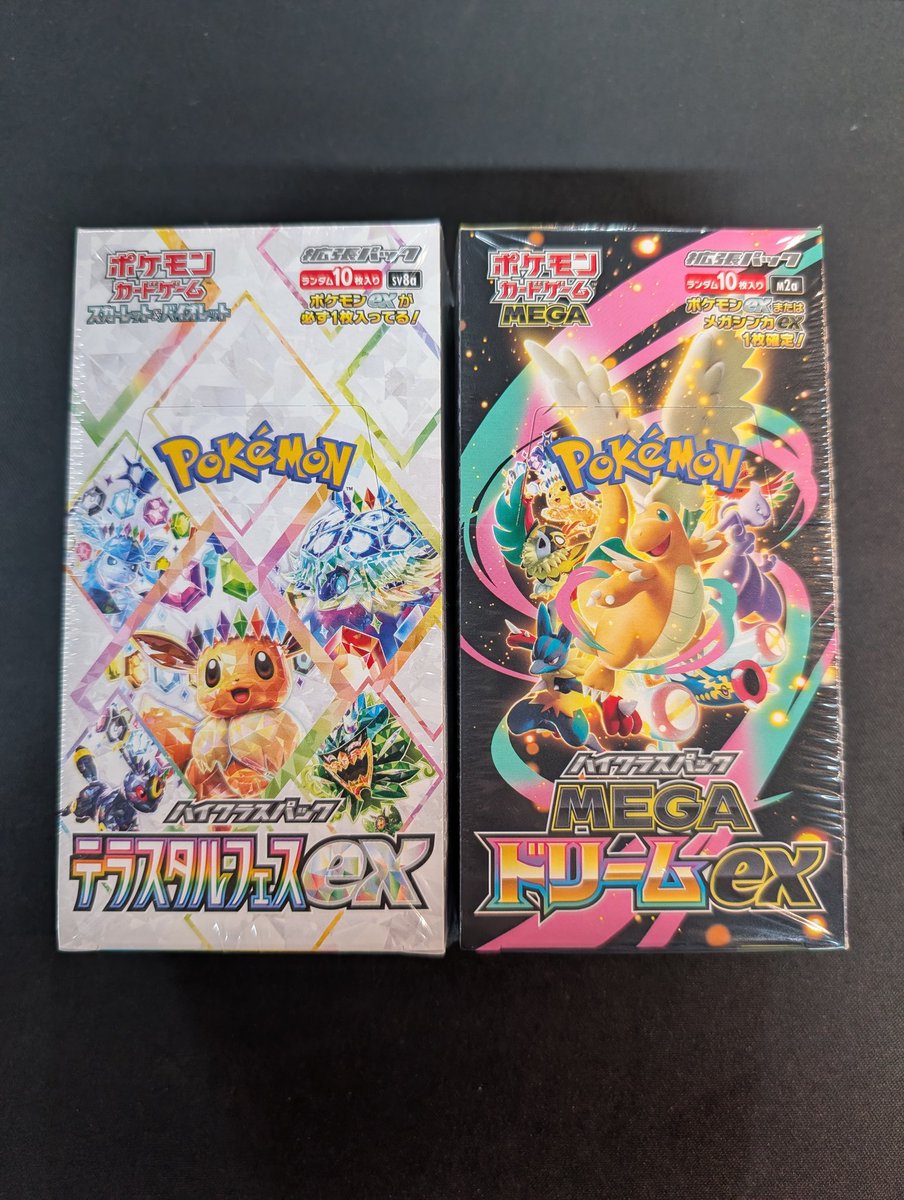 ポケモン
カードゲーム
スカーレット&バイオレット
拡張パック
ランダム10枚入り
SV8a
ポケモンexが
必ず1枚入ってる!
POKéMON
™
ハイクラスパック
テラスタル・フェスex
ポケモン
カードゲーム
MEGA
拡張パック
ランダム10枚入り
M2a
ポケモンexまたは
メガシンカex
1枚確定!
POKéMON
™
ハイクラスパック
MEGA
ドリームex